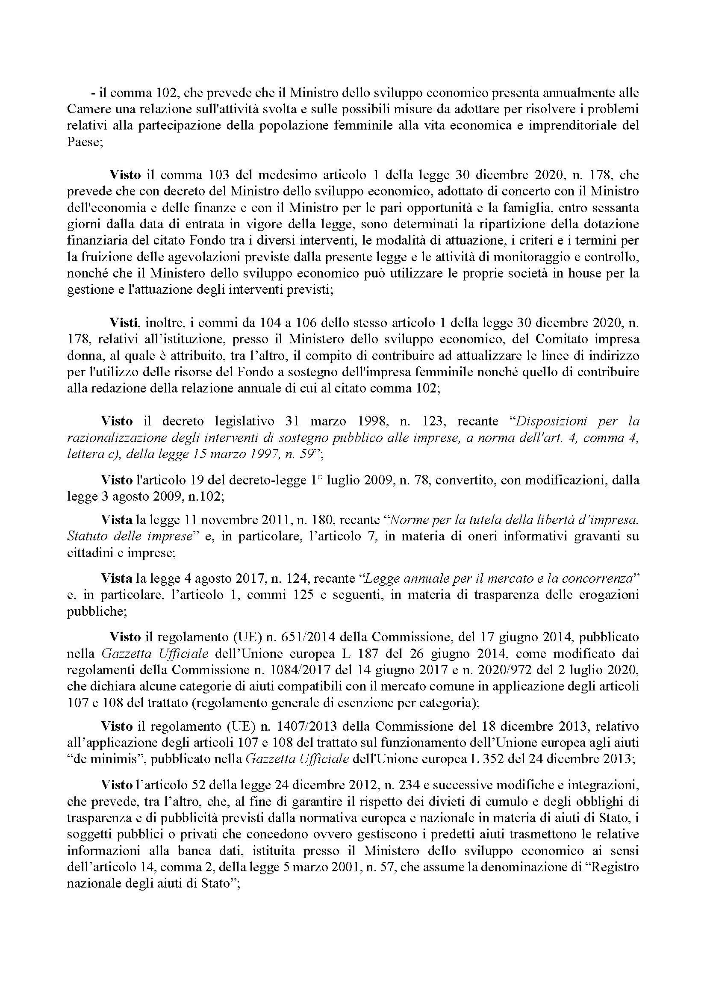 - il comma 102, che prevede che il Ministro dello sviluppo economico presenta annualmente alle
Camere una relazione sull'attività svolta e sulle possibili misure da adottare per risolvere i problemi
relativi alla partecipazione della popolazione femminile alla vita economica e imprenditoriale del
Paese;
Visto il comma 103 del medesimo articolo 1 della legge 30 dicembre 2020, n. 178, che
prevede che con decreto del Ministro dello sviluppo economico, adottato di concerto con il Ministro
dell'economia e delle finanze e con il Ministro per le pari opportunità e la famiglia, entro sessanta
giorni dalla data di entrata in vigore della legge, sono determinati la ripartizione della dotazione
finanziaria del citato Fondo tra i diversi interventi, le modalità di attuazione, i criteri e i termini per
la fruizione delle agevolazioni previste dalla presente legge e le attività di monitoraggio e controllo,
nonché che il Ministero dello sviluppo economico può utilizzare le proprie società in house per la
gestione e l'attuazione degli interventi previsti;
Visti, inoltre, i commi da 104 a 106 dello stesso articolo 1 della legge 30 dicembre 2020, n.
178, relativi all’istituzione, presso il Ministero dello sviluppo economico, del Comitato impresa
donna, al quale è attribuito, tra l’altro, il compito di contribuire ad attualizzare le linee di indirizzo
per l'utilizzo delle risorse del Fondo a sostegno dell'impresa femminile nonché quello di contribuire
alla redazione della relazione annuale di cui al citato comma 102;
Visto il decreto legislativo 31 marzo 1998, n. 123, recante “Disposizioni per la
razionalizzazione degli interventi di sostegno pubblico alle imprese, a norma dell'art. 4, comma 4,
lettera c), della legge 15 marzo 1997, n. 59”;
Visto l'articolo 19 del decreto-legge 1° luglio 2009, n. 78, convertito, con modificazioni, dalla
legge 3 agosto 2009, n.102;
Vista la legge 11 novembre 2011, n. 180, recante “Norme per la tutela della libertà d’impresa.
Statuto delle imprese” e, in particolare, l’articolo 7, in materia di oneri informativi gravanti su
cittadini e imprese;
Vista la legge 4 agosto 2017, n. 124, recante “Legge annuale per il mercato e la concorrenza”
e, in particolare, l’articolo 1, commi 125 e seguenti, in materia di trasparenza delle erogazioni
pubbliche;
Visto il regolamento (UE) n. 651/2014 della Commissione, del 17 giugno 2014, pubblicato
nella Gazzetta Ufficiale dell’Unione europea L 187 del 26 giugno 2014, come modificato dai
regolamenti della Commissione n. 1084/2017 del 14 giugno 2017 e n. 2020/972 del 2 luglio 2020,
che dichiara alcune categorie di aiuti compatibili con il mercato comune in applicazione degli articoli
107 e 108 del trattato (regolamento generale di esenzione per categoria);
Visto il regolamento (UE) n. 1407/2013 della Commissione del 18 dicembre 2013, relativo
all’applicazione degli articoli 107 e 108 del trattato sul funzionamento dell’Unione europea agli aiuti
“de minimis”, pubblicato nella Gazzetta Ufficiale dell'Unione europea L 352 del 24 dicembre 2013;
Visto l’articolo 52 della legge 24 dicembre 2012, n. 234 e successive modifiche e integrazioni,
che prevede, tra l’altro, che, al fine di garantire il rispetto dei divieti di cumulo e degli obblighi di
trasparenza e di pubblicità previsti dalla normativa europea e nazionale in materia di aiuti di Stato, i
soggetti pubblici o privati che concedono ovvero gestiscono i predetti aiuti trasmettono le relative
informazioni alla banca dati, istituita presso il Ministero dello sviluppo economico ai sensi
dell’articolo 14, comma 2, della legge 5 marzo 2001, n. 57, che assume la denominazione di “Registro
nazionale degli aiuti di Stato”;